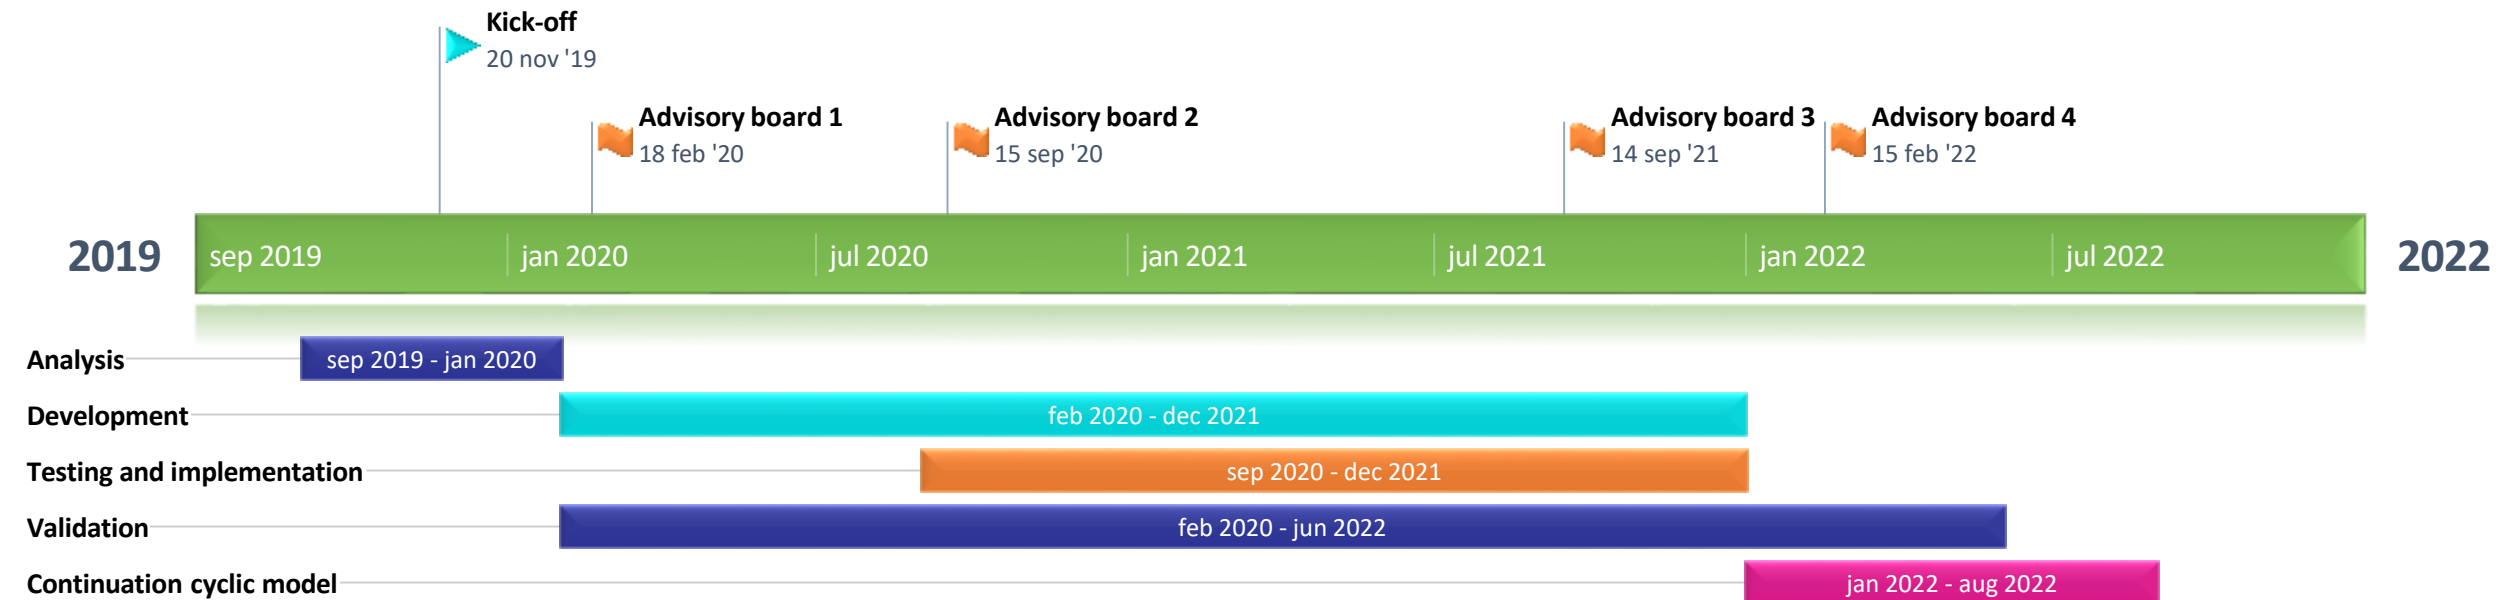 Kick-off
20 nov '19
Advisory board 1
18 feb '20
Advisory board 2
15 sep '20
Advisory board 3
14 sep '21
Advisory board 4
15 feb '22
2019
sep 2019
jan 2020
jul 2020
jan 2021
jul 2021
jan 2022
jul 2022
2022
Analysis
sep 2019 - jan 2020
Development
feb 2020 - dec 2021
Testing and implementation
sep 2020 - dec 2021
Validation
feb 2020 - jun 2022
Continuation cyclic model
jan 2022 - aug 2022